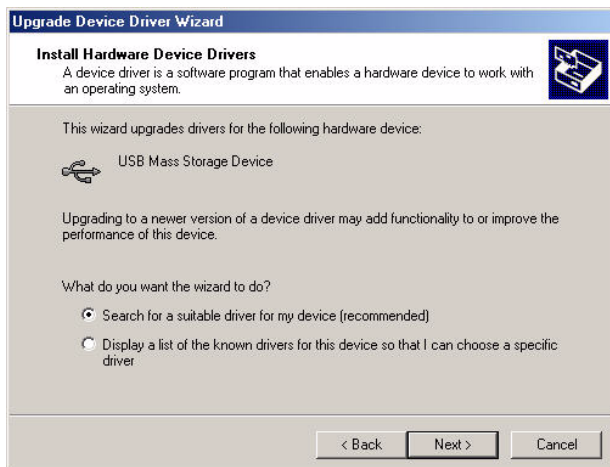 Upgrade Device Driver Wizard
Install Hardware Device Drivers
A device driver is a software program that enables a hardware device to work with
an operating system.
This wizard upgrades drivers for the following hardware device:
USB Mass Storage Device
Upgrading to a newer version of a device driver may add functionality to or improve the
performance of this device.
What do you want the wizard to do?
Search for a suitable driver for my device (recommended)
Display a list of the known drivers for this device so that I can choose a specific
driver
< Back
Next >
Cancel